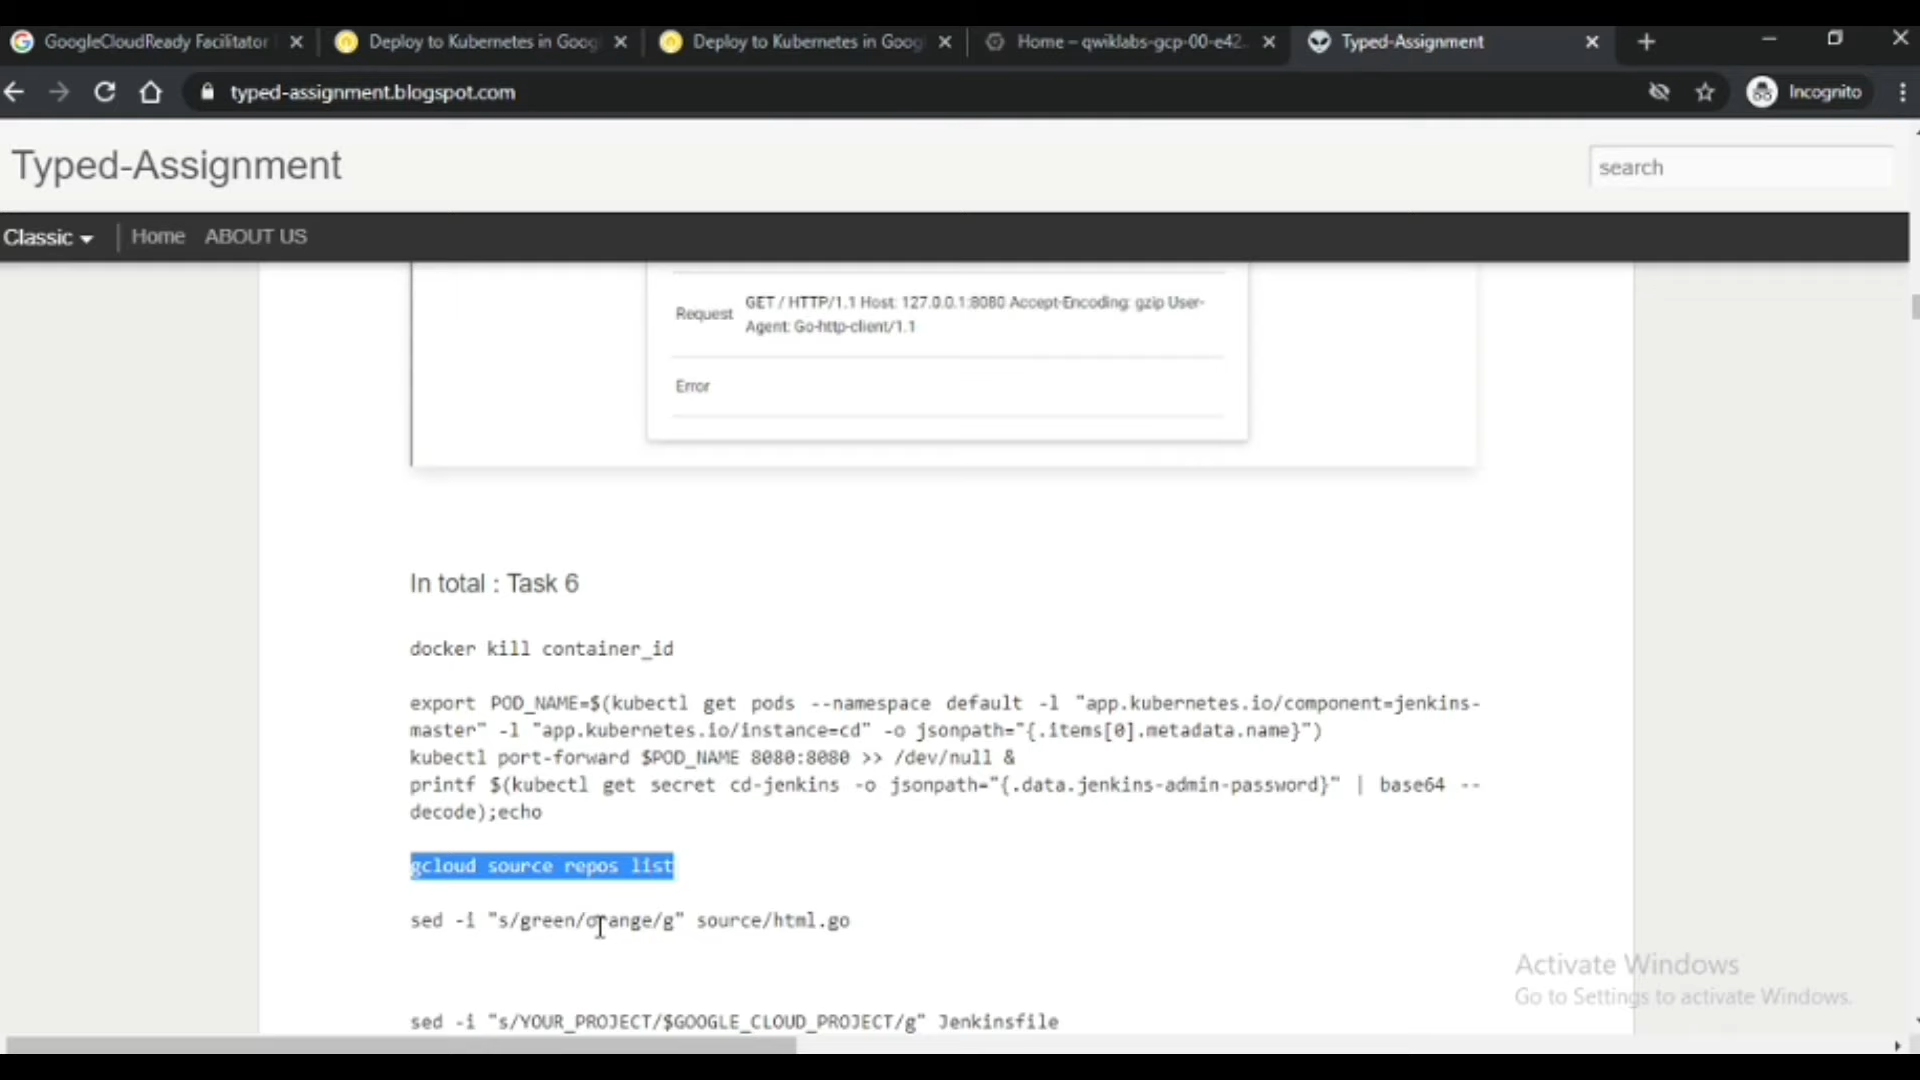 GoogleCloudReady Facilitator
Deploy to Kubernetes in Goog
Deploy to Kubernetes in Goog
Home – qwiklabs-gcp-00-e42
Typed-Assignment
typed-assignment.blogspot.com
Incognito
Typed-Assignment
search
Classic
Home
ABOUT US
Request
GET / HTTP/1.1 Host: 127.0.0.1:8080 Accept-Encoding: gzip User-
Agent: Go-http-client/1.1
Error
In total : Task 6
docker kill container_id
export POD_NAME=$(kubectl get pods --namespace default -l "app.kubernetes.io/component=jenkins-
master" -l "app.kubernetes.io/instance=cd" -o jsonpath="{.items[0].metadata.name}")
kubectl port-forward $POD_NAME 8080:8080 >> /dev/null &
printf $(kubectl get secret cd-jenkins -o jsonpath="{.data.jenkins-admin-password}" | base64 --
decode);echo
gcloud source repos list
sed -i "s/green/orange/g" source/html.go
Activate Windows
Go to Settings to activate Windows.
sed -i "s/YOUR_PROJECT/$GOOGLE_CLOUD_PROJECT/g" Jenkinsfile